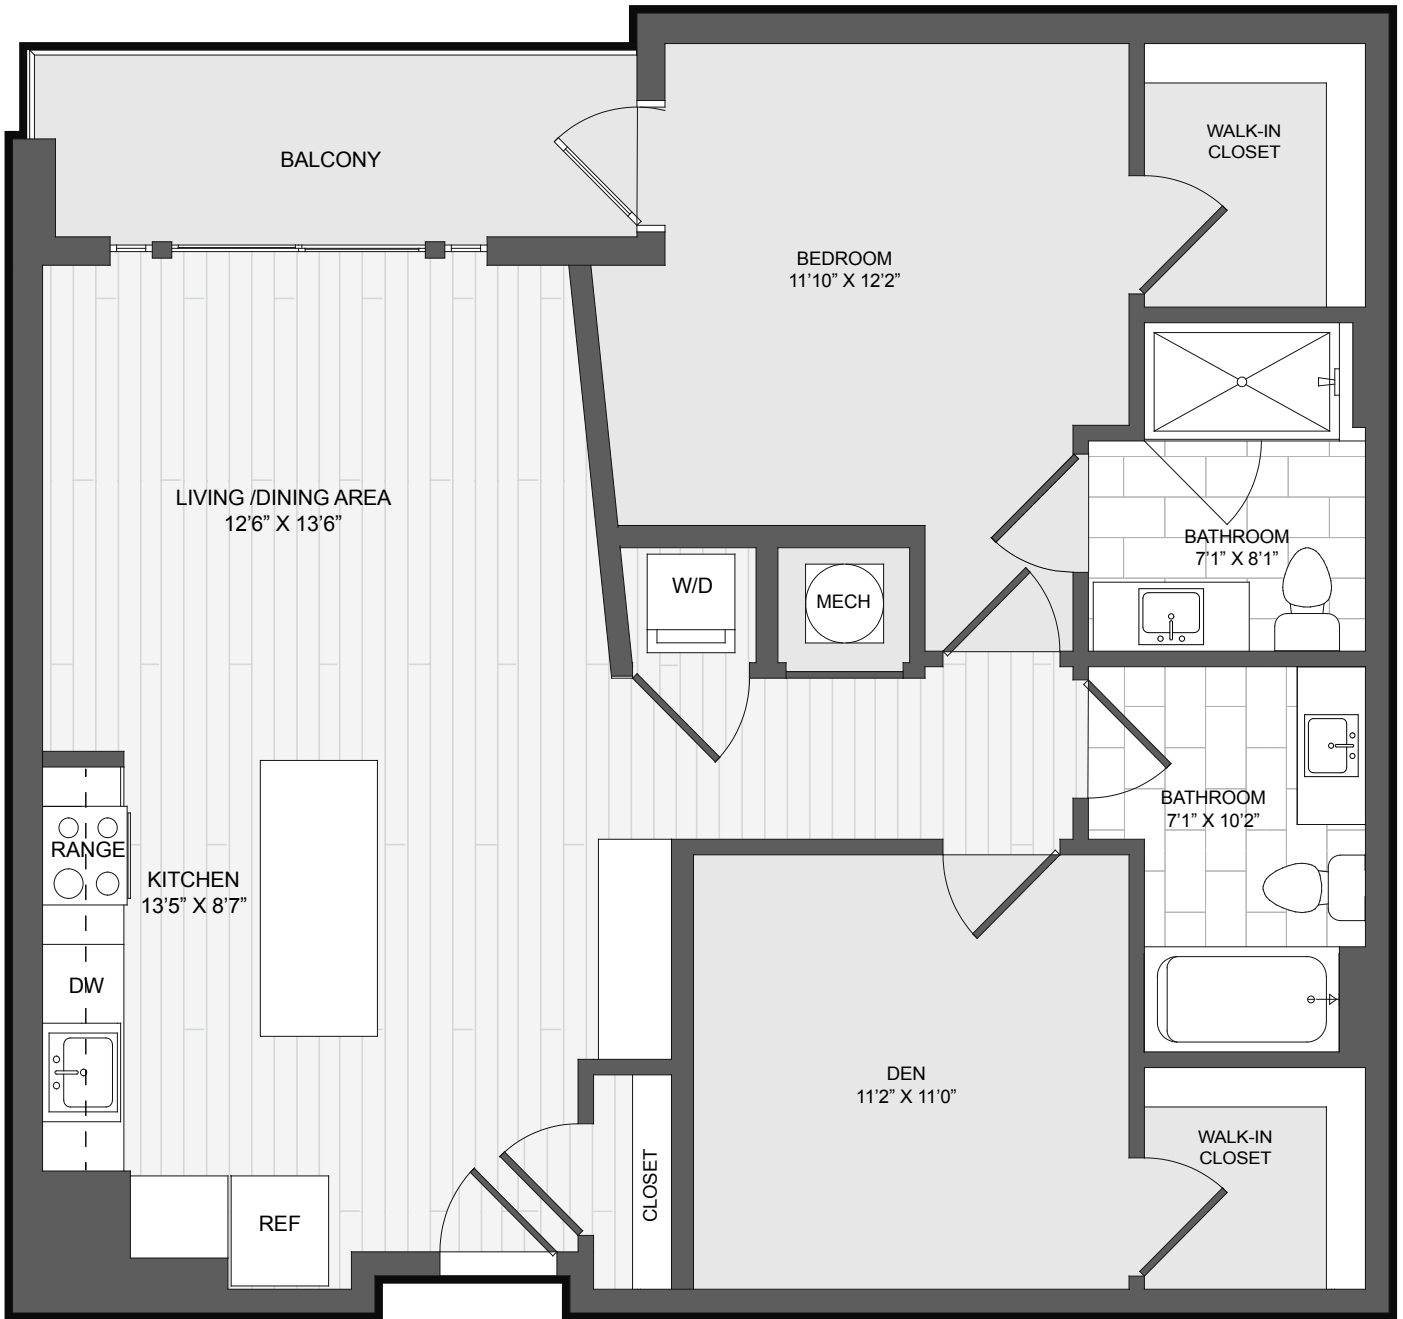 BALCONY
WALK-IN
CLOSET
BEDROOM
11’10” X 12’2”
LIVING /DINING AREA
12’6” X 13’6”
BATHROOM
7’1” X 8’1”
W/D
MECH
BATHROOM
7’1” X 10’2”
RANGE
KITCHEN
13’5” X 8’7”
DW
DEN
11’2” X 11’0”
WALK-IN
CLOSET
CLOSET
REF